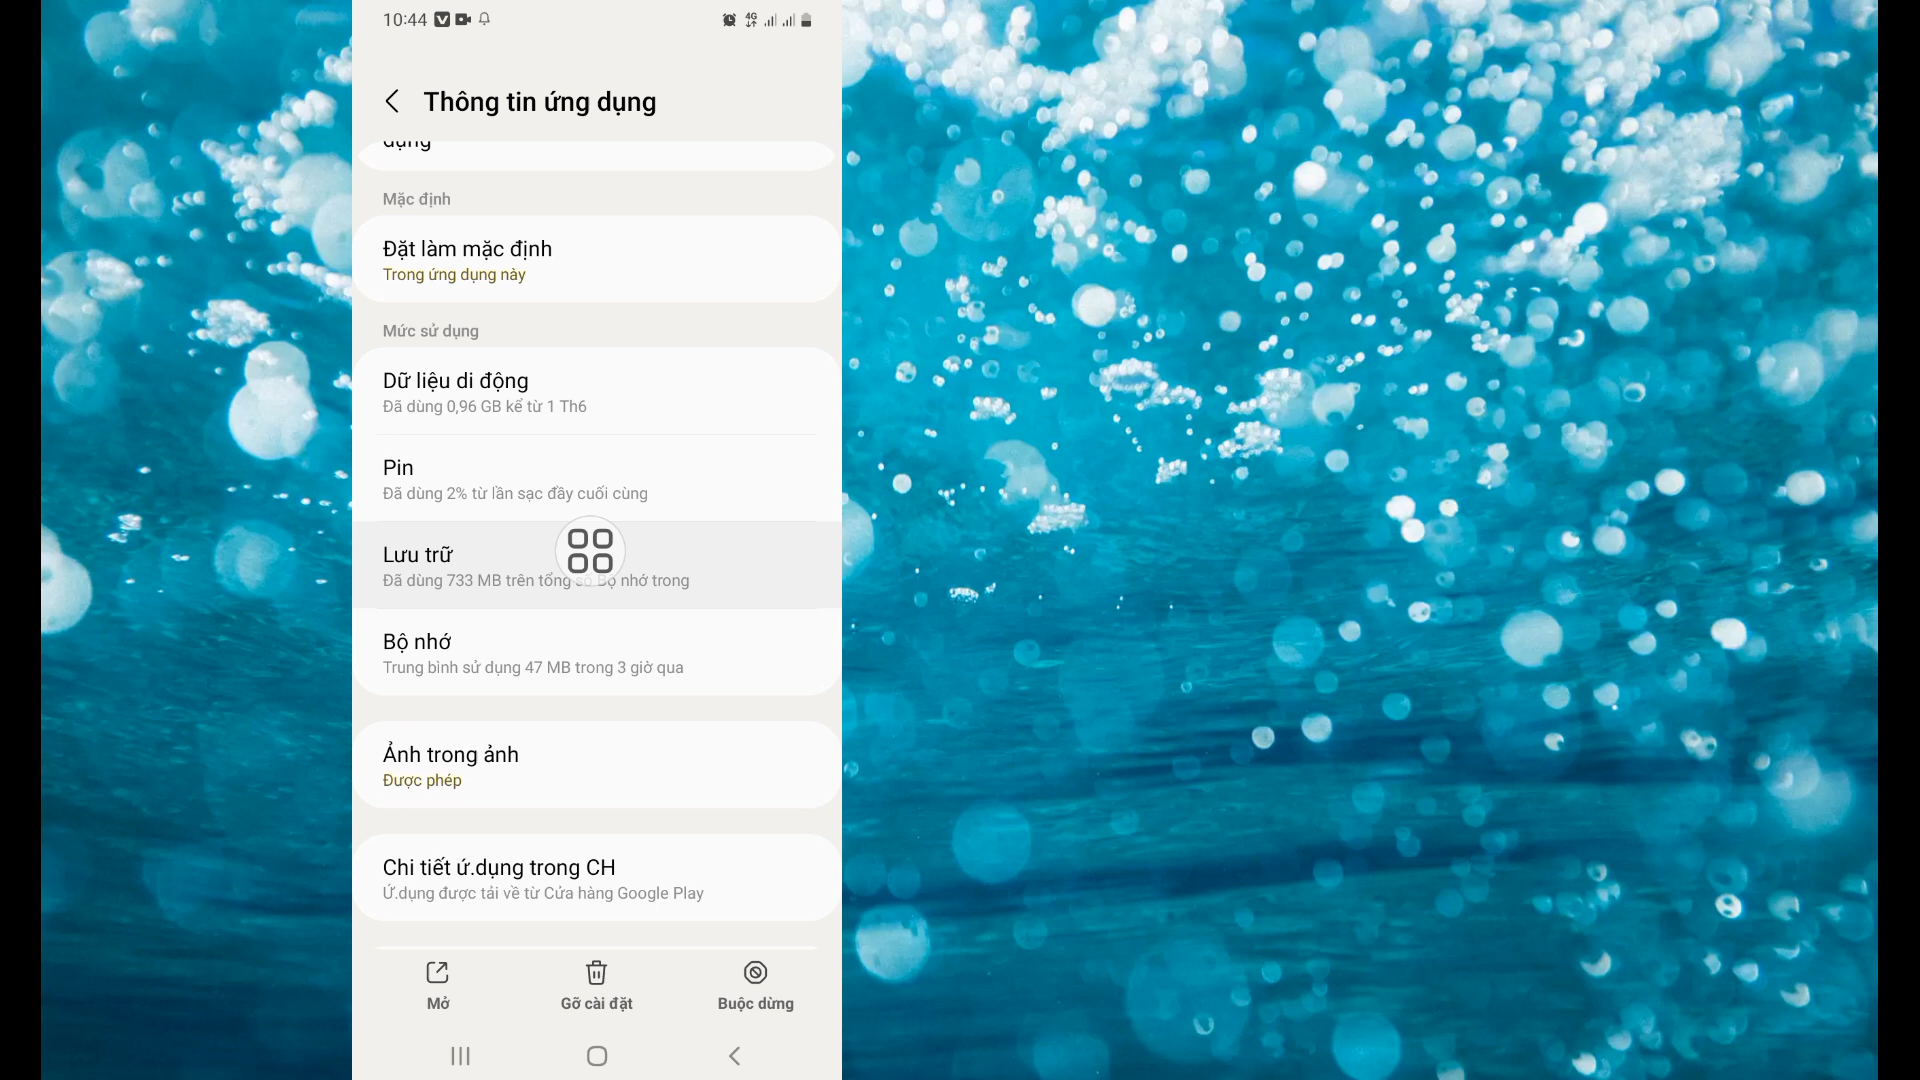 10:44
4G
Thông tin ứng dụng
dụng
Mặc định
Đặt làm mặc định
Trong ứng dụng này
Mức sử dụng
Dữ liệu di động
Đã dùng 0,96 GB kể từ 1 Th6
Pin
Đã dùng 2% từ lần sạc đầy cuối cùng
Lưu trữ
Đã dùng 733 MB trên tổng số Bộ nhớ trong
Bộ nhớ
Trung bình sử dụng 47 MB trong 3 giờ qua
Ảnh trong ảnh
Được phép
Chi tiết ứ.dụng trong CH
Ứ.dụng được tải về từ Cửa hàng Google Play
Mở
Gỡ cài đặt
Buộc dừng